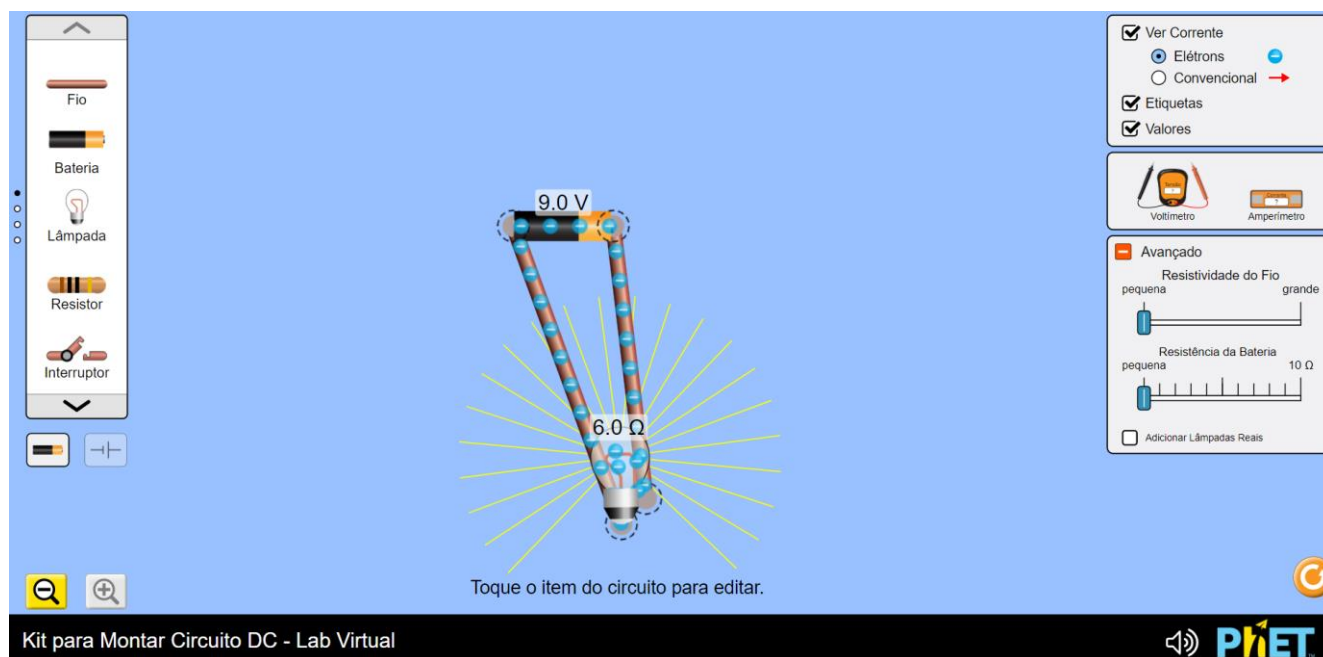 Fio
Bateria
Lâmpada
Resistor
Interruptor
9.0 V
6.0 Ω
Toque o item do circuito para editar.
Ver Corrente
Elétrons
Convencional
Etiquetas
Valores
Voltímetro
Amperímetro
Avançado
Resistividade do Fio
pequena grande
Resistência da Bateria
pequena 10 Ω
Adicionar Lâmpadas Reais
Kit para Montar Circuito DC - Lab Virtual
PhET